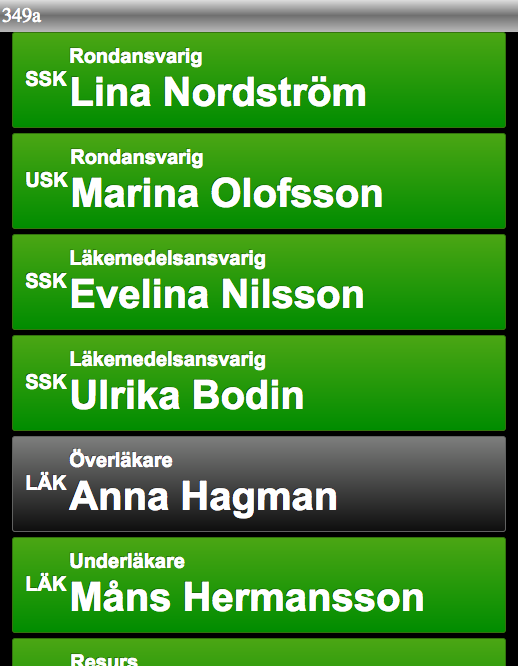 349a
Rondansvarig
SSK Lina Nordström
Rondansvarig
USK Marina Olofsson
Läkemedelsansvarig
SSK Evelina Nilsson
Läkemedelsansvarig
SSK Ulrika Bodin
Överläkare
LÄK Anna Hagman
Underläkare
LÄK Måns Hermansson
Resurs